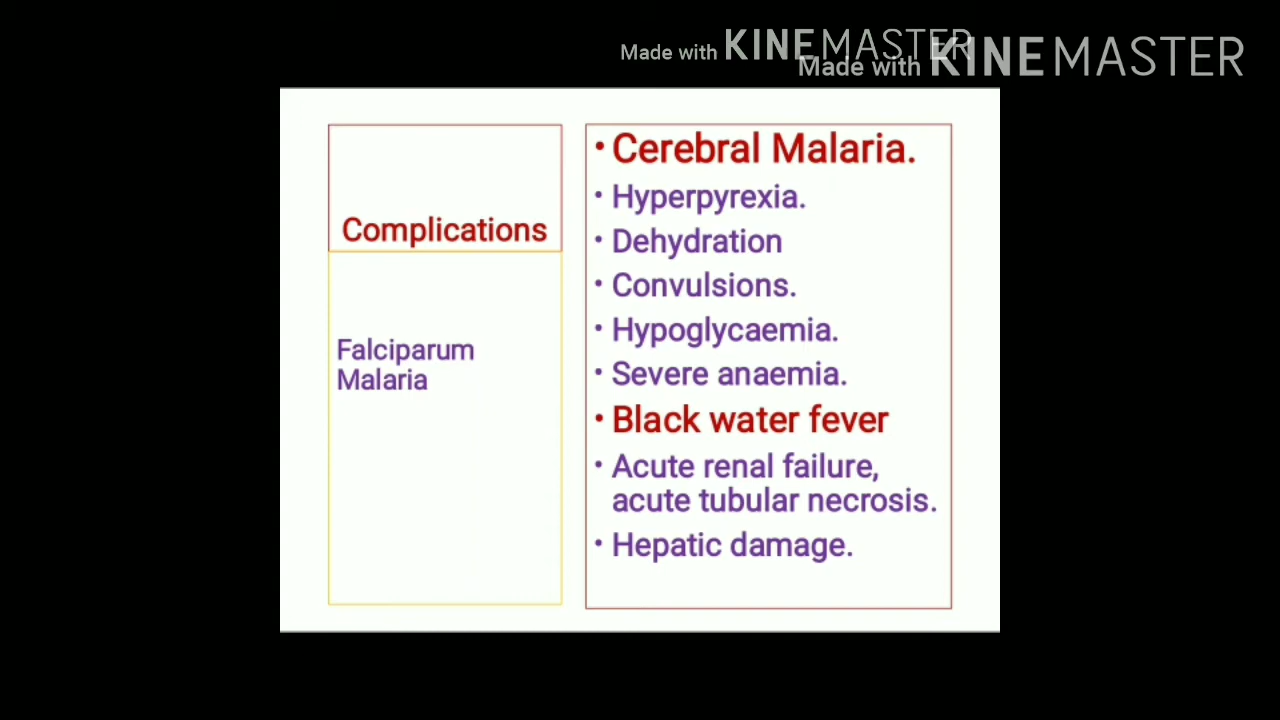 Made with KINEMASTER
Made with KINEMASTER
Complications
Falciparum
Malaria
• Cerebral Malaria.
• Hyperpyrexia.
• Dehydration
• Convulsions.
• Hypoglycaemia.
• Severe anaemia.
• Black water fever
• Acute renal failure,
acute tubular necrosis.
• Hepatic damage.